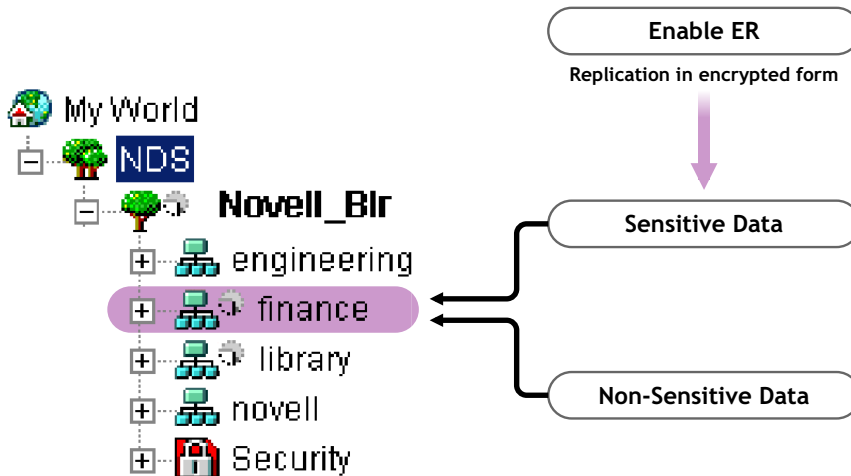 Enable ER
Replication in encrypted form
My World
NDS
Novell_Blr
Sensitive Data
engineering
finance
library
Non-Sensitive Data
novell
Security